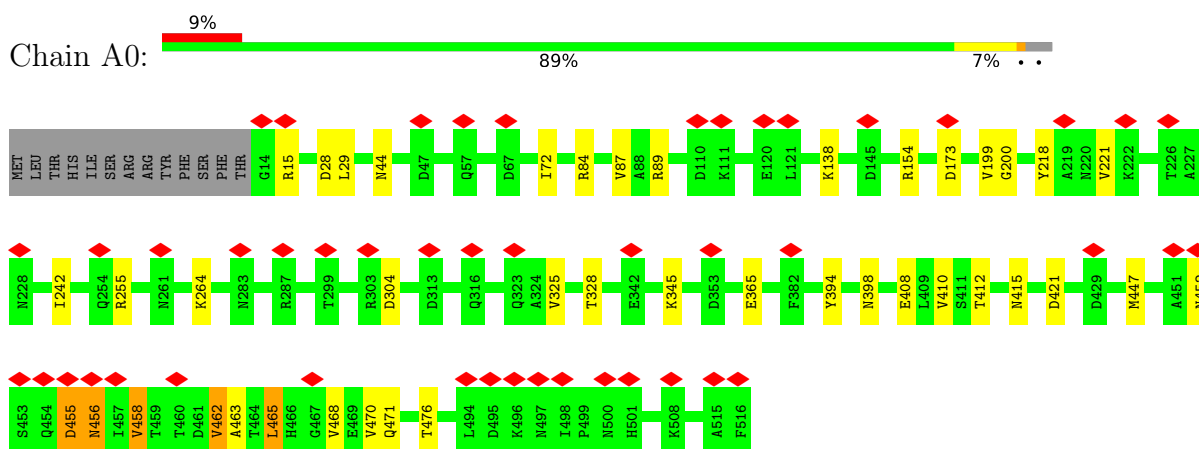 9%
Chain A0:
89% 7% • •
MET LEU THR HIS ILE SER ARG ARG TYR PHE SER PHE THR G14 R15 D28 L29 N44 D47 Q57 D67 I72 R84 V87 A88 R89 D110 K111 E120 L121 K138 D145 R154 D173 V199 G200 Y218 A219 N220 V221 K222 T226 A227
N228 I242 Q254 R255 N261 K264 N283 R287 T299 R303 D304 D313 Q316 Q323 A324 V325 T328 E342 K345 D353 E365 F382 Y394 N398 E408 L409 V410 S411 T412 N415 D421 D429 M447 A451
S453 Q454 D455 N456 I457 V458 T459 T460 D461 V462 A463 T464 L465 H466 G467 V468 E469 V470 Q471 T476 L494 D495 K496 N497 I498 P499 N500 H501 K508 A515 F516